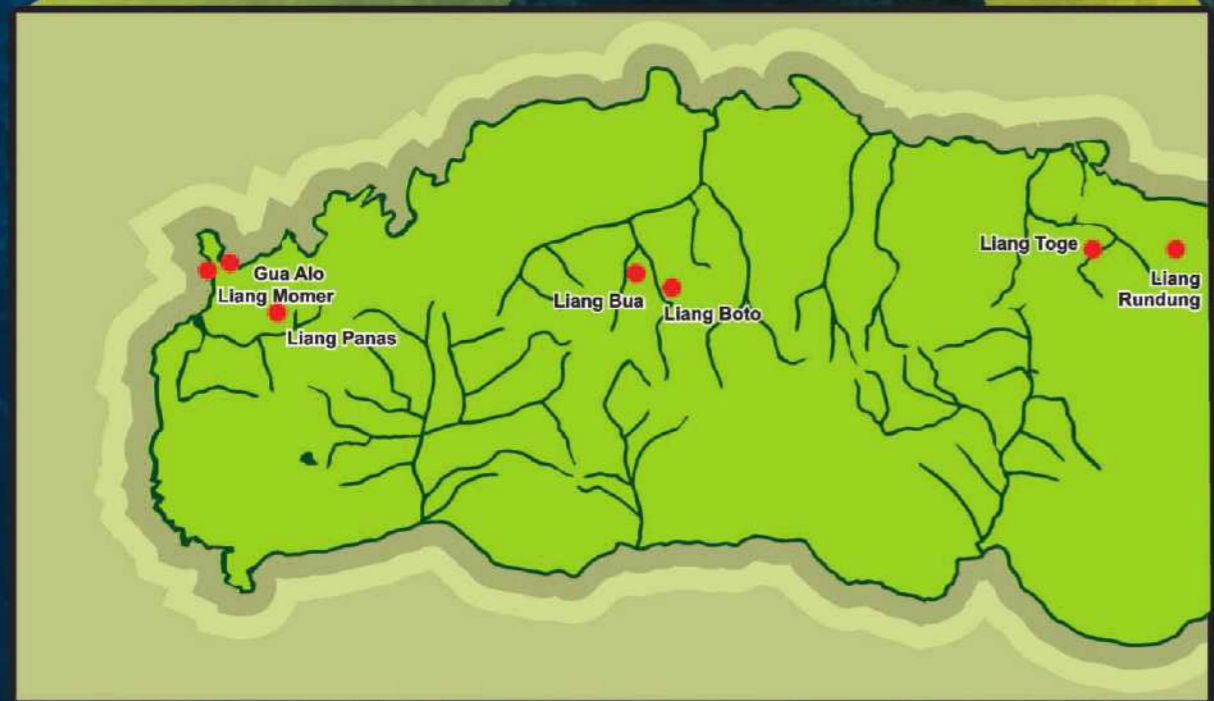 Gua Alo
Liang Momer
Liang Panas
Liang Bua
Liang Boto
Liang Toge
Liang
Rundung